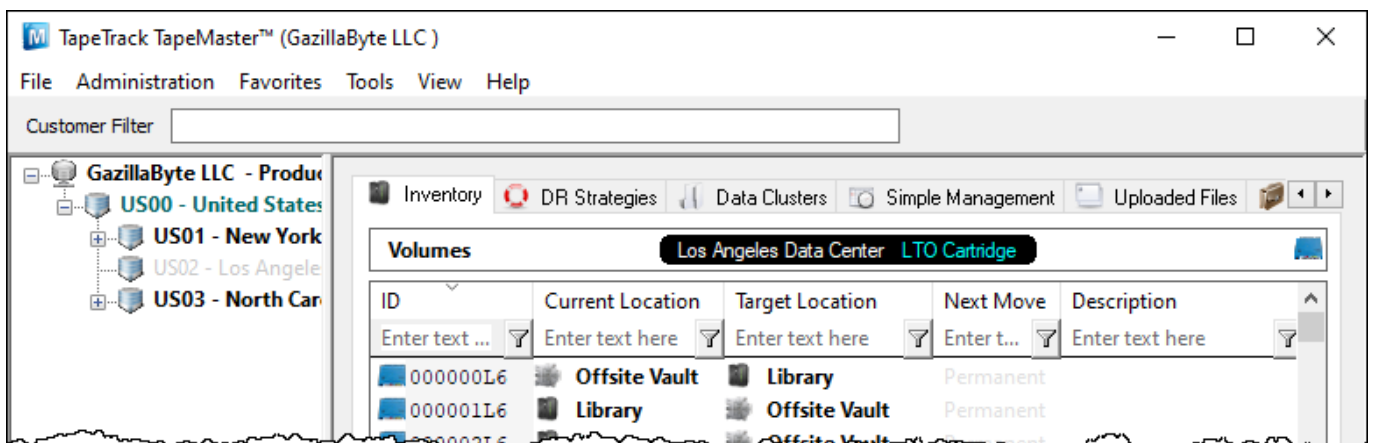 TapeTrack TapeMaster™ (GazillaByte LLC )
File Administration Favorites Tools View Help
Customer Filter
GazillaByte LLC - Produc
US00 - United States
US01 - New York
US02 - Los Angele
US03 - North Car
Inventory DR Strategies Data Clusters Simple Management Uploaded Files
Volumes Los Angeles Data Center LTO Cartridge
ID Current Location Target Location Next Move Description
Enter text ... Enter text here Enter text here Enter t... Enter text here
000000L6 Offsite Vault Library Permanent
000001L6 Library Offsite Vault Permanent
Offsite Vault